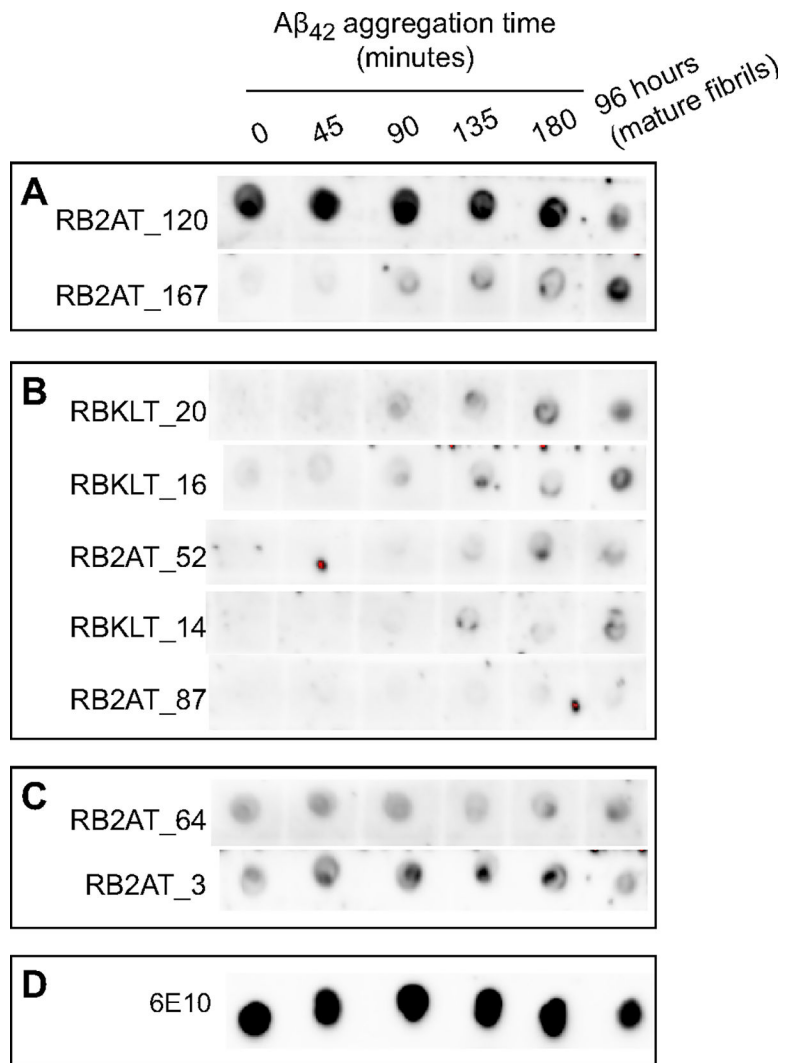 Aβ₄₂ aggregation time
(minutes)
0 45 90 135 180 96 hours
(mature fibrils)
A
RB2AT_120
RB2AT_167
B
RBKLT_20
RBKLT_16
RB2AT_52
RBKLT_14
RB2AT_87
C
RB2AT_64
RB2AT_3
D
6E10